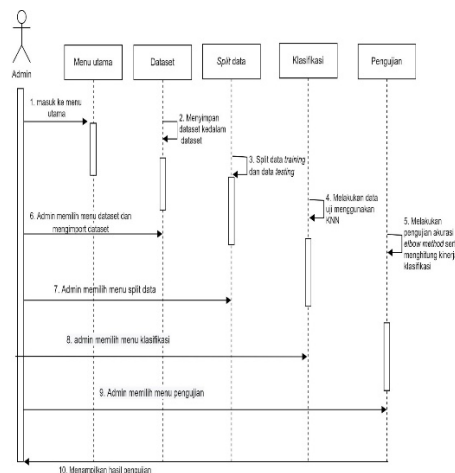 Admin
Menu utama
Dataset
Split data
Klasifikasi
Pengujian
1. masuk ke menu
utama
2. Menyimpan
dataset kedalam
dataset
3. Split data training
dan data testing
4. Melakukan data
uji menggunakan
KNN
5. Melakukan
pengujian akurasi
elbow method ser
menghitung kinerj
klasifikasi
6. Admin memilih menu dataset dan
mengimport dataset
7. Admin memilih menu split data
8. admin memilih menu klasifikasi
9. Admin memilih menu pengujian
10. Menampilkan hasil pengujian